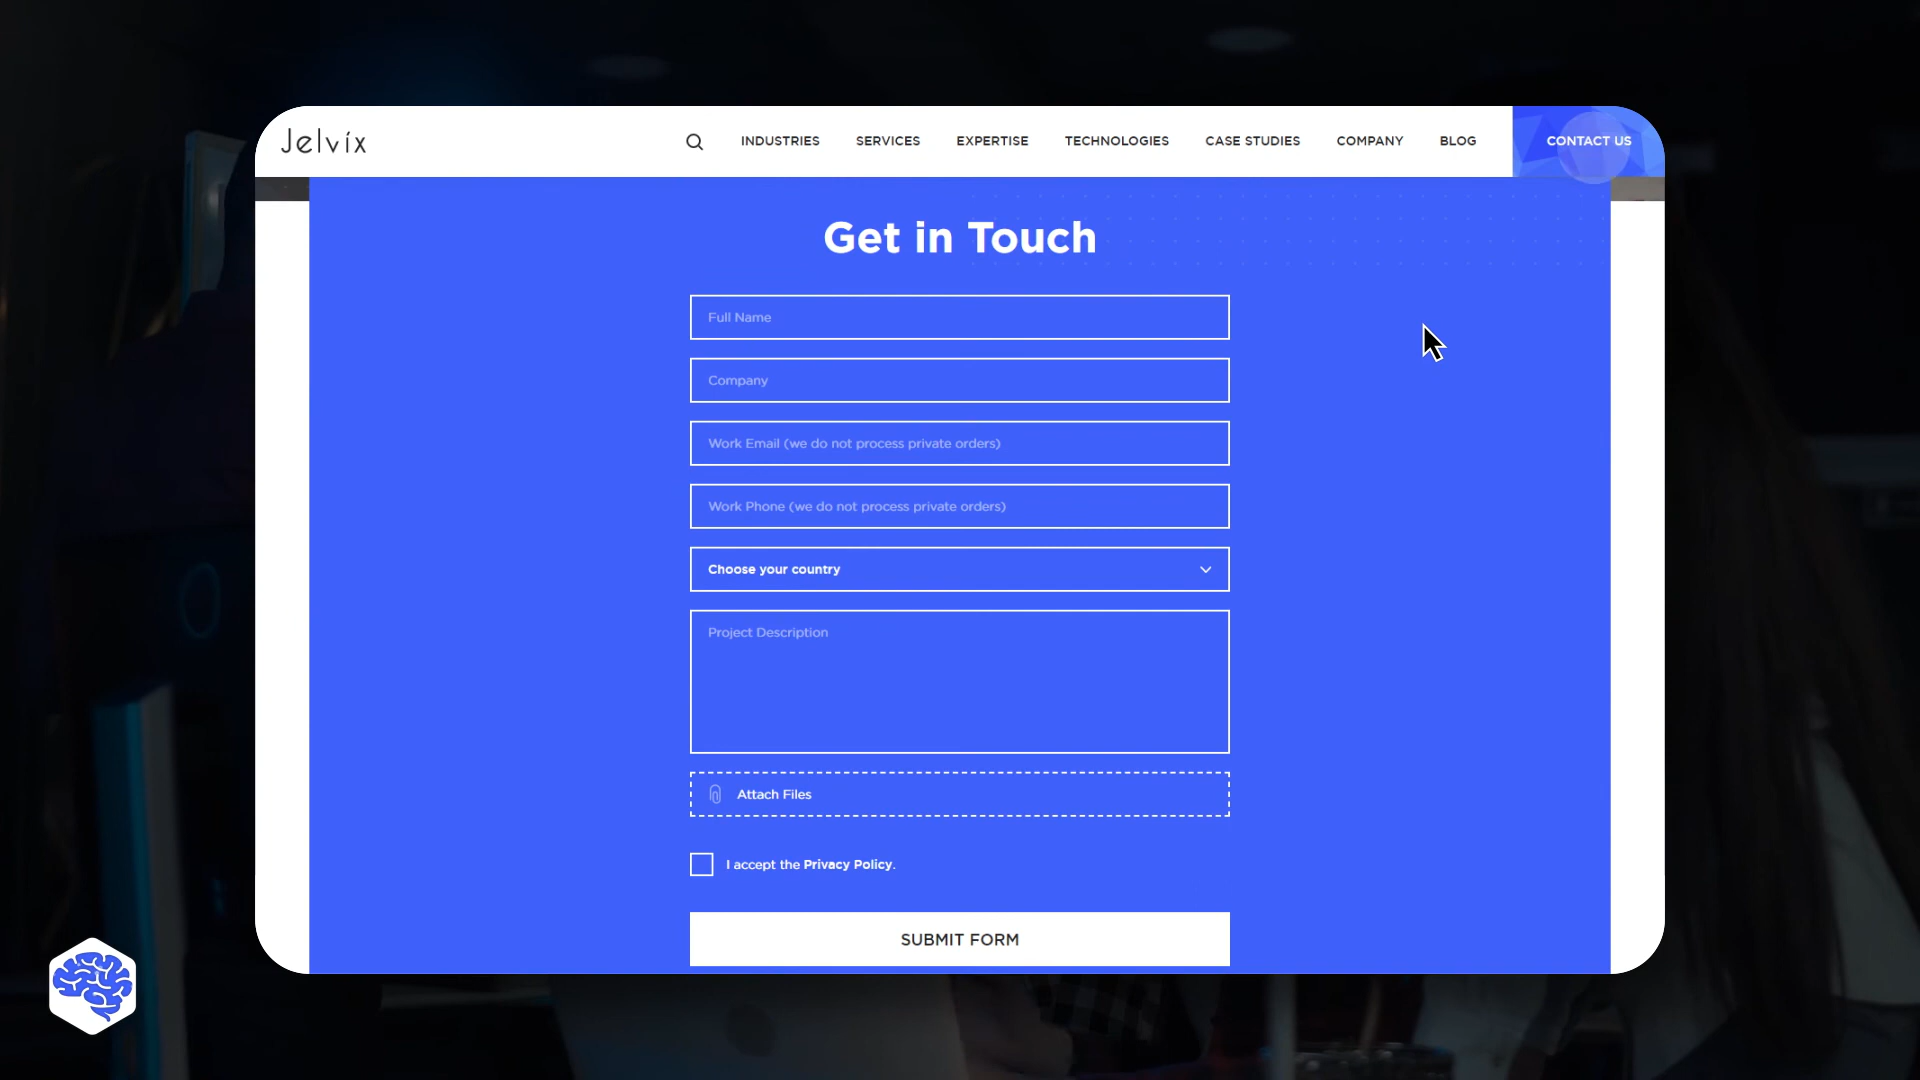 Jelvix
INDUSTRIES
SERVICES
EXPERTISE
TECHNOLOGIES
CASE STUDIES
COMPANY
BLOG
CONTACT US
Get in Touch
Full Name
Company
Work Email (we do not process private orders)
Work Phone (we do not process private orders)
Choose your country
Project Description
Attach Files
I accept the Privacy Policy.
SUBMIT FORM